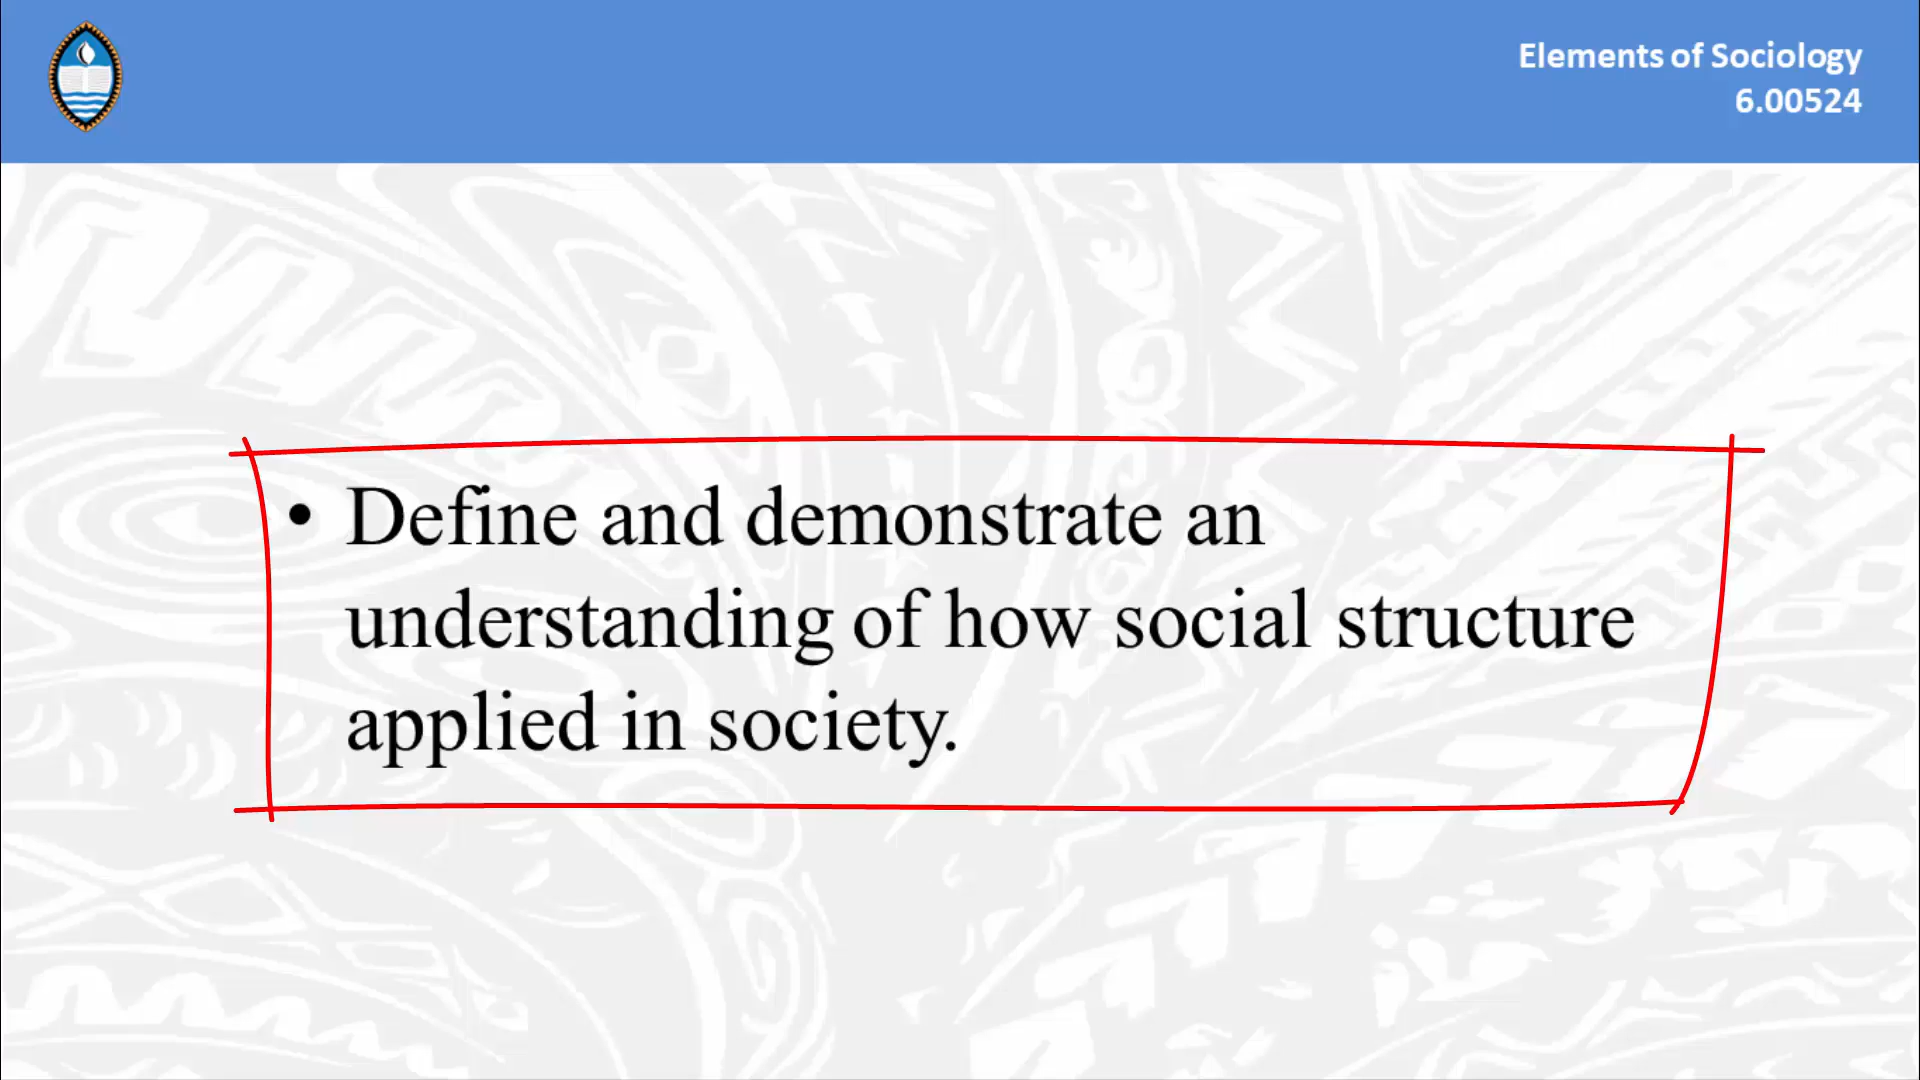 Elements of Sociology
6.00524
• Define and demonstrate an
understanding of how social structure
applied in society.